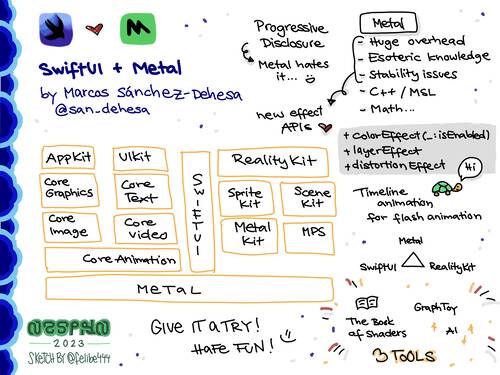 SwiftUI + Metal
by Marcos Sánchez-Dehesa
@san_dehesa
Progressive
Disclosure
Metal hates
it...
new effect
APIs
Metal
- Huge overhead
- Esoteric knowledge
- Stability issues
- C++ / MSL
- Math...
+ colorEffect(_:isEnabled)
+ layerEffect
+ distortionEffect
Hi
Timeline
animation
for flash animation
Metal
SwiftUI
RealityKit
AppKit
UIKit
Core
Graphics
Core
Text
Core
Image
Core
Video
Core Animation
SwiftUI
RealityKit
Sprite
Kit
Scene
Kit
Metal
Kit
MPS
METAL
The Book
of Shaders
GraphToy
AI
3 TOOLS
GIVE IT A TRY!
HAFE FUN!
NSSPAIN
2023
SKETCH BY @felibe444